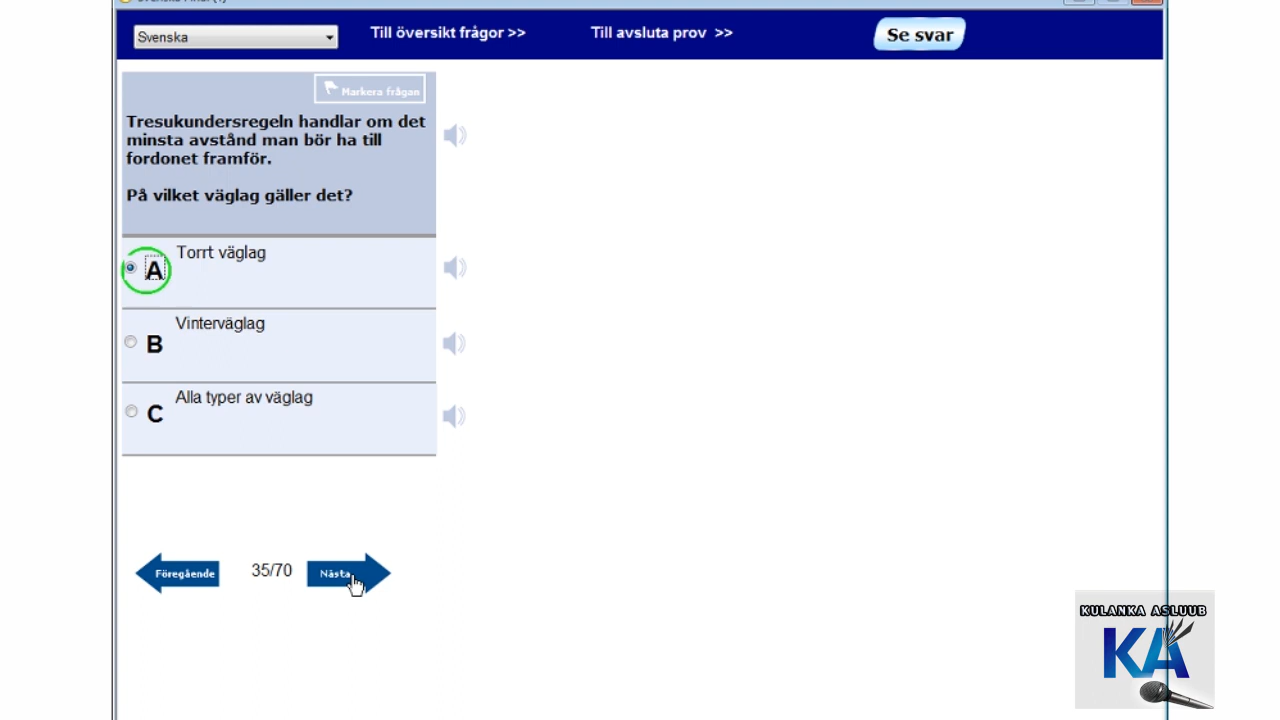 Svenska
Till översikt frågor >>
Till avsluta prov >>
Se svar
Markera frågan
Tresukundersregeln handlar om det
minsta avstånd man bör ha till
fordonet framför.
På vilket väglag gäller det?
A
Torrt väglag
B
Vinterväglag
C
Alla typer av väglag
Föregående
35/70
Nästa
KULANKA ASLUUB
KA